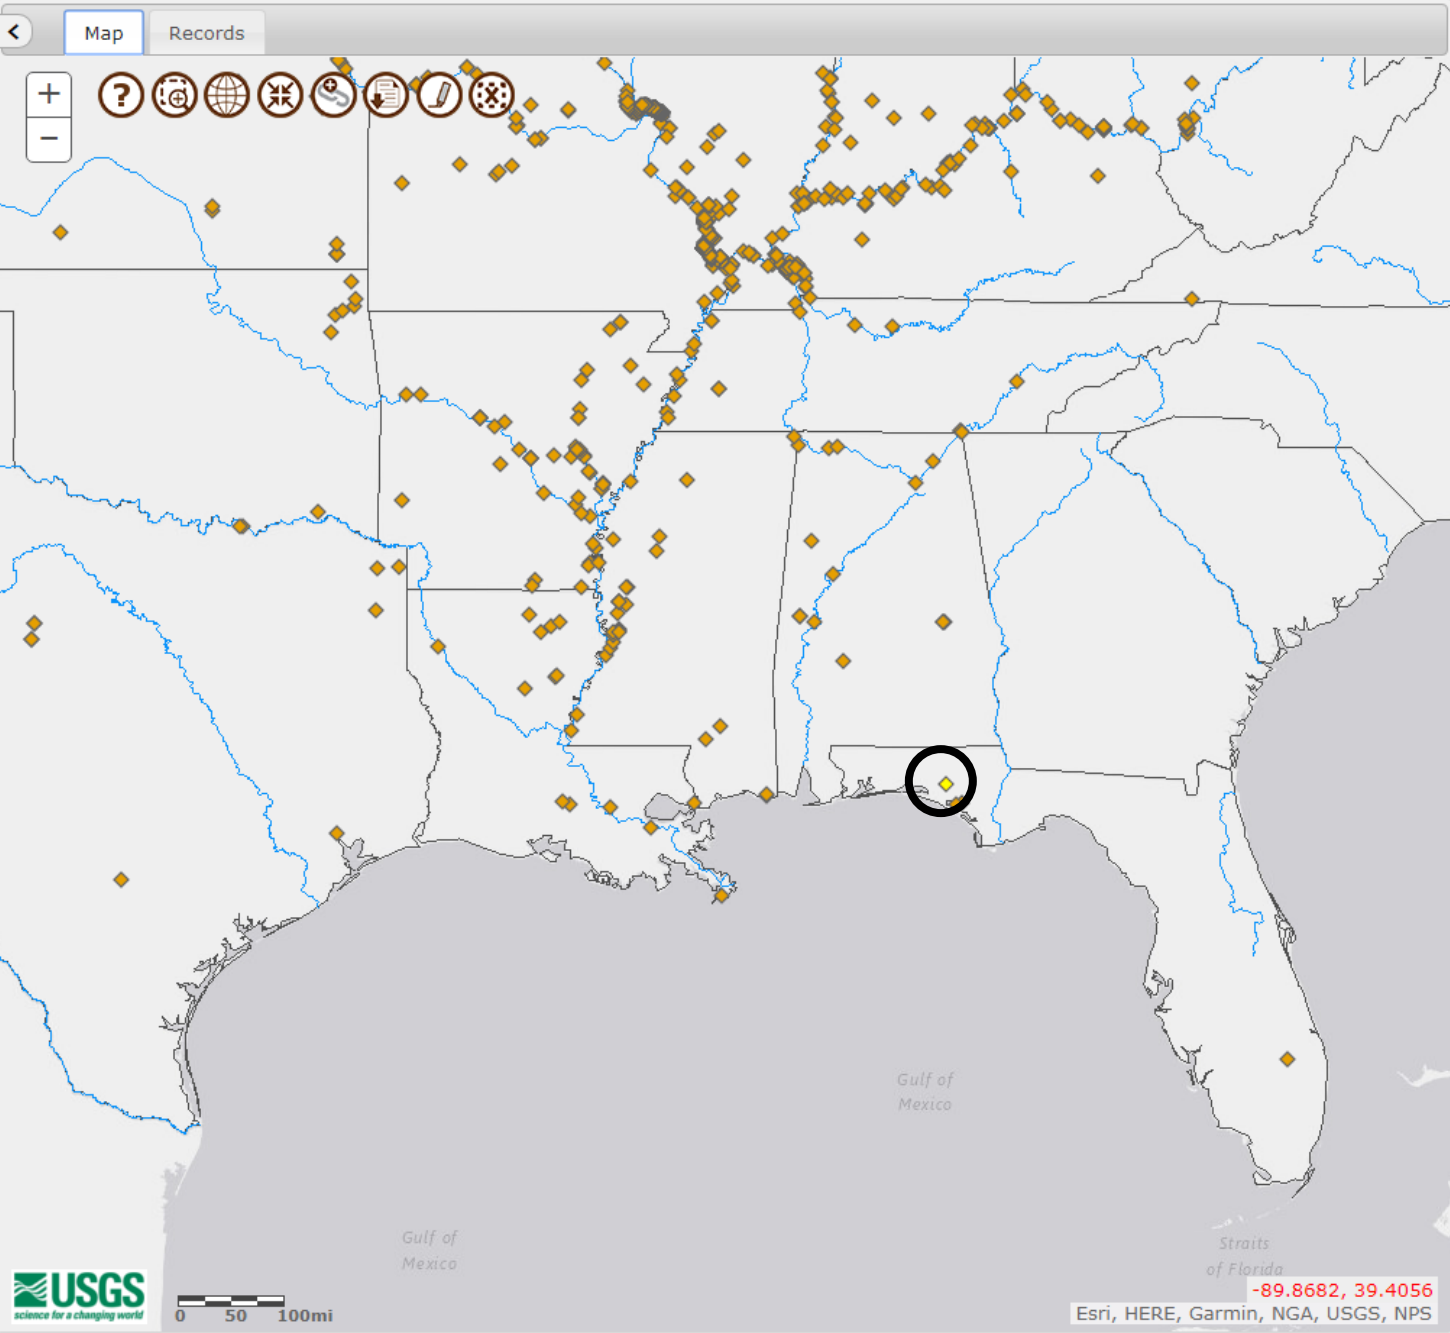 Map
Records
+
−
?
Gulf of
Mexico
Gulf of
Mexico
Straits
of Florida
USGS
science for a changing world
0 50 100mi
-89.8682, 39.4056
Esri, HERE, Garmin, NGA, USGS, NPS